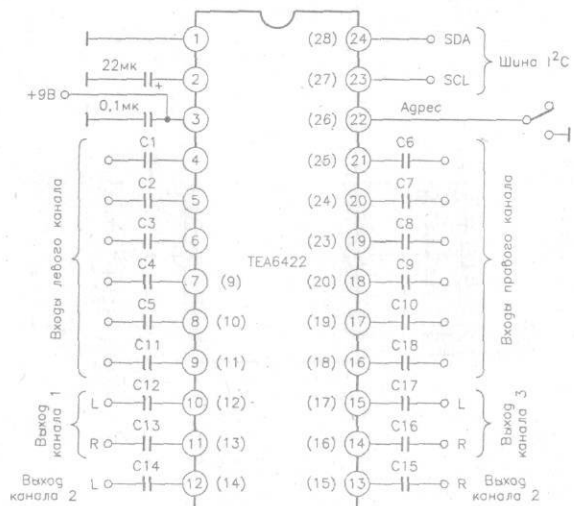 1 (28) 24 SDA
22мк 2 + (27) 23 SCL
Шина I²C
+9В
0,1мк 3 (26) 22 Адрес
C1 4 (25) 21 C6
C2 5 (24) 20 C7
C3 6 (23) 19 C8
TEA6422
C4 7 (9) (20) 18 C9
C5 8 (10) (19) 17 C10
C11 9 (11) (18) 16 C18
Входы левого канала
Входы правого канала
C12 L 10 (12) (17) 15 C17 L
C13 R 11 (13) (16) 14 C16 R
Выход канала 1
Выход канала 3
C14 L 12 (14) (15) 13 C15 R
Выход канала 2
Выход канала 2